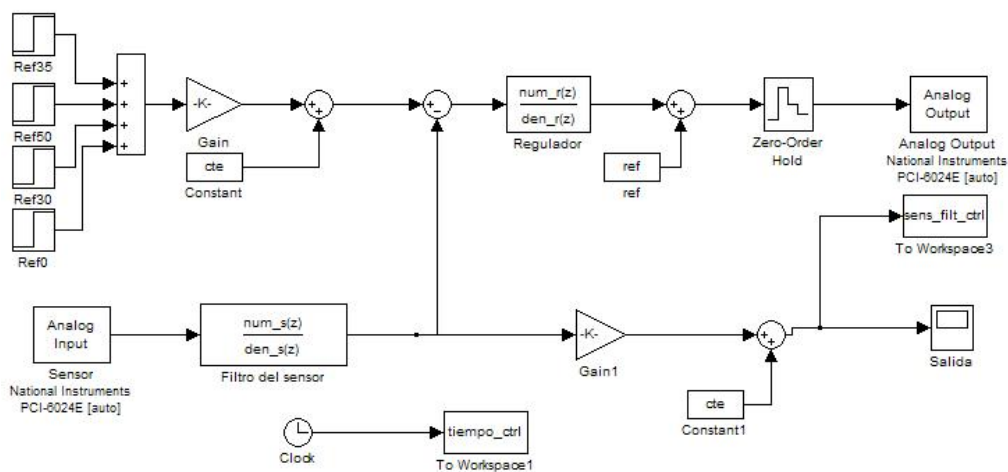 Ref35
Ref50
Ref30
Ref0
+
+
+
+
-K-
Gain
cte
Constant
+
+
+
−
num_r(z)
den_r(z)
Regulador
+
+
ref
ref
Zero-Order
Hold
Analog
Output
Analog Output
National Instruments
PCI-6024E [auto]
sens_filt_ctrl
To Workspace3
Analog
Input
Sensor
National Instruments
PCI-6024E [auto]
num_s(z)
den_s(z)
Filtro del sensor
-K-
Gain1
+
+
cte
Constant1
Salida
Clock
tiempo_ctrl
To Workspace1